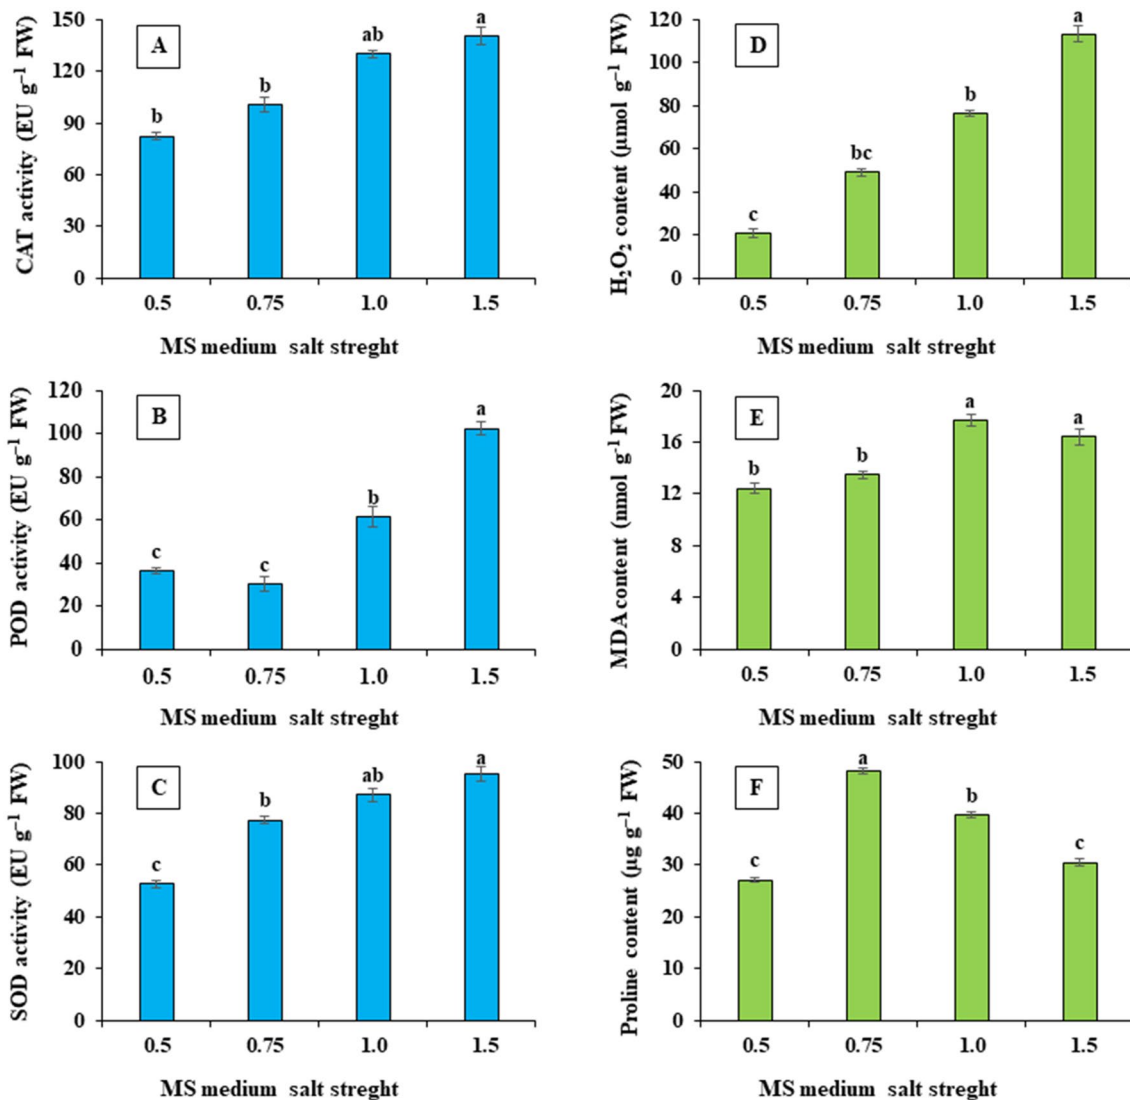 CAT activity (EU g⁻¹ FW)
150
120
90
60
30
0
A
b
b
ab
a
0.5 0.75 1.0 1.5
MS medium salt streght
H₂O₂ content (µmol g⁻¹ FW)
120
100
80
60
40
20
0
D
c
bc
b
a
0.5 0.75 1.0 1.5
MS medium salt streght
POD activity (EU g⁻¹ FW)
120
100
80
60
40
20
0
B
c
c
b
a
0.5 0.75 1.0 1.5
MS medium salt streght
MDA content (nmol g⁻¹ FW)
20
16
12
8
4
0
E
b
b
a
a
0.5 0.75 1.0 1.5
MS medium salt streght
SOD activity (EU g⁻¹ FW)
100
80
60
40
20
0
C
c
b
ab
a
0.5 0.75 1.0 1.5
MS medium salt streght
Proline content (µg g⁻¹ FW)
50
40
30
20
10
0
F
c
a
b
c
0.5 0.75 1.0 1.5
MS medium salt streght